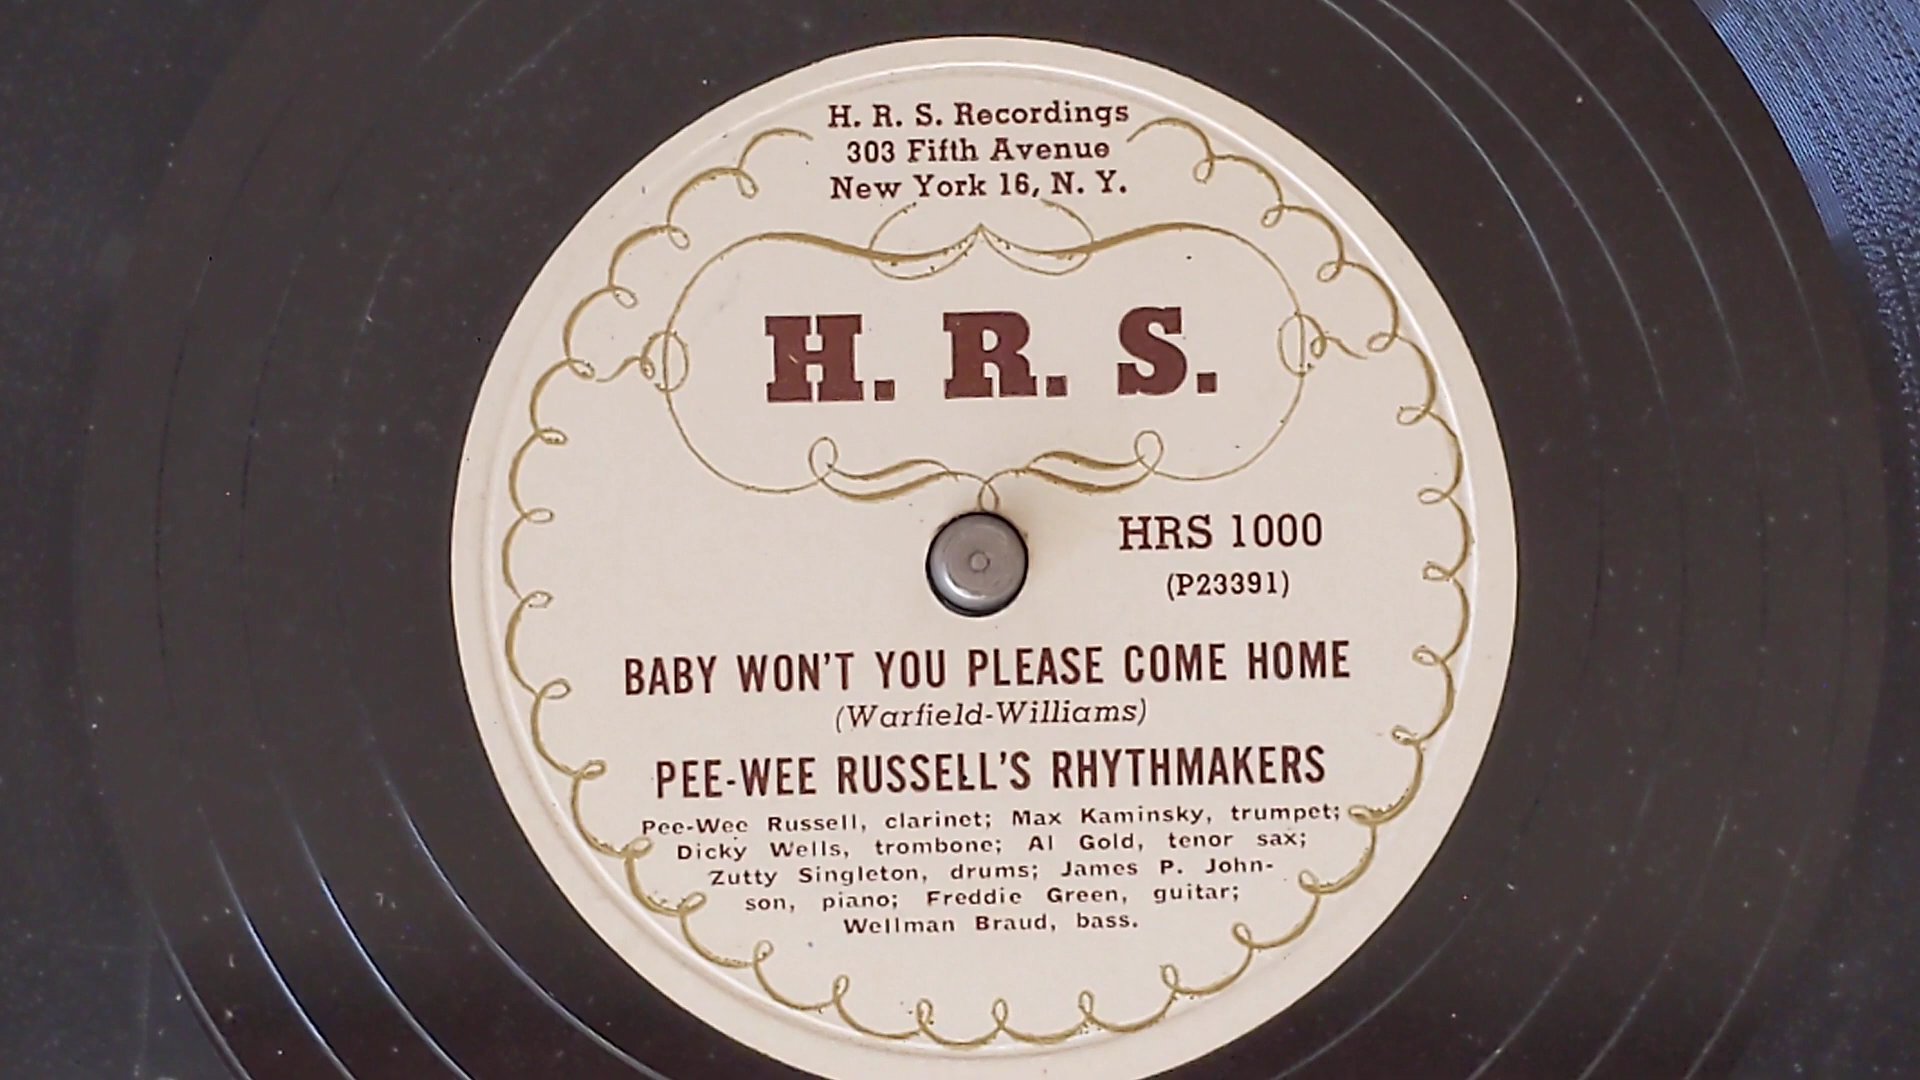 H. R. S. Recordings
303 Fifth Avenue
New York 16, N. Y.
H. R. S.
HRS 1000
(P23391)
BABY WON'T YOU PLEASE COME HOME
(Warfield-Williams)
PEE-WEE RUSSELL'S RHYTHMAKERS
Pee-Wee Russell, clarinet; Max Kaminsky, trumpet;
Dicky Wells, trombone; Al Gold, tenor sax;
Zutty Singleton, drums; James P. John-
son, piano; Freddie Green, guitar;
Wellman Braud, bass.